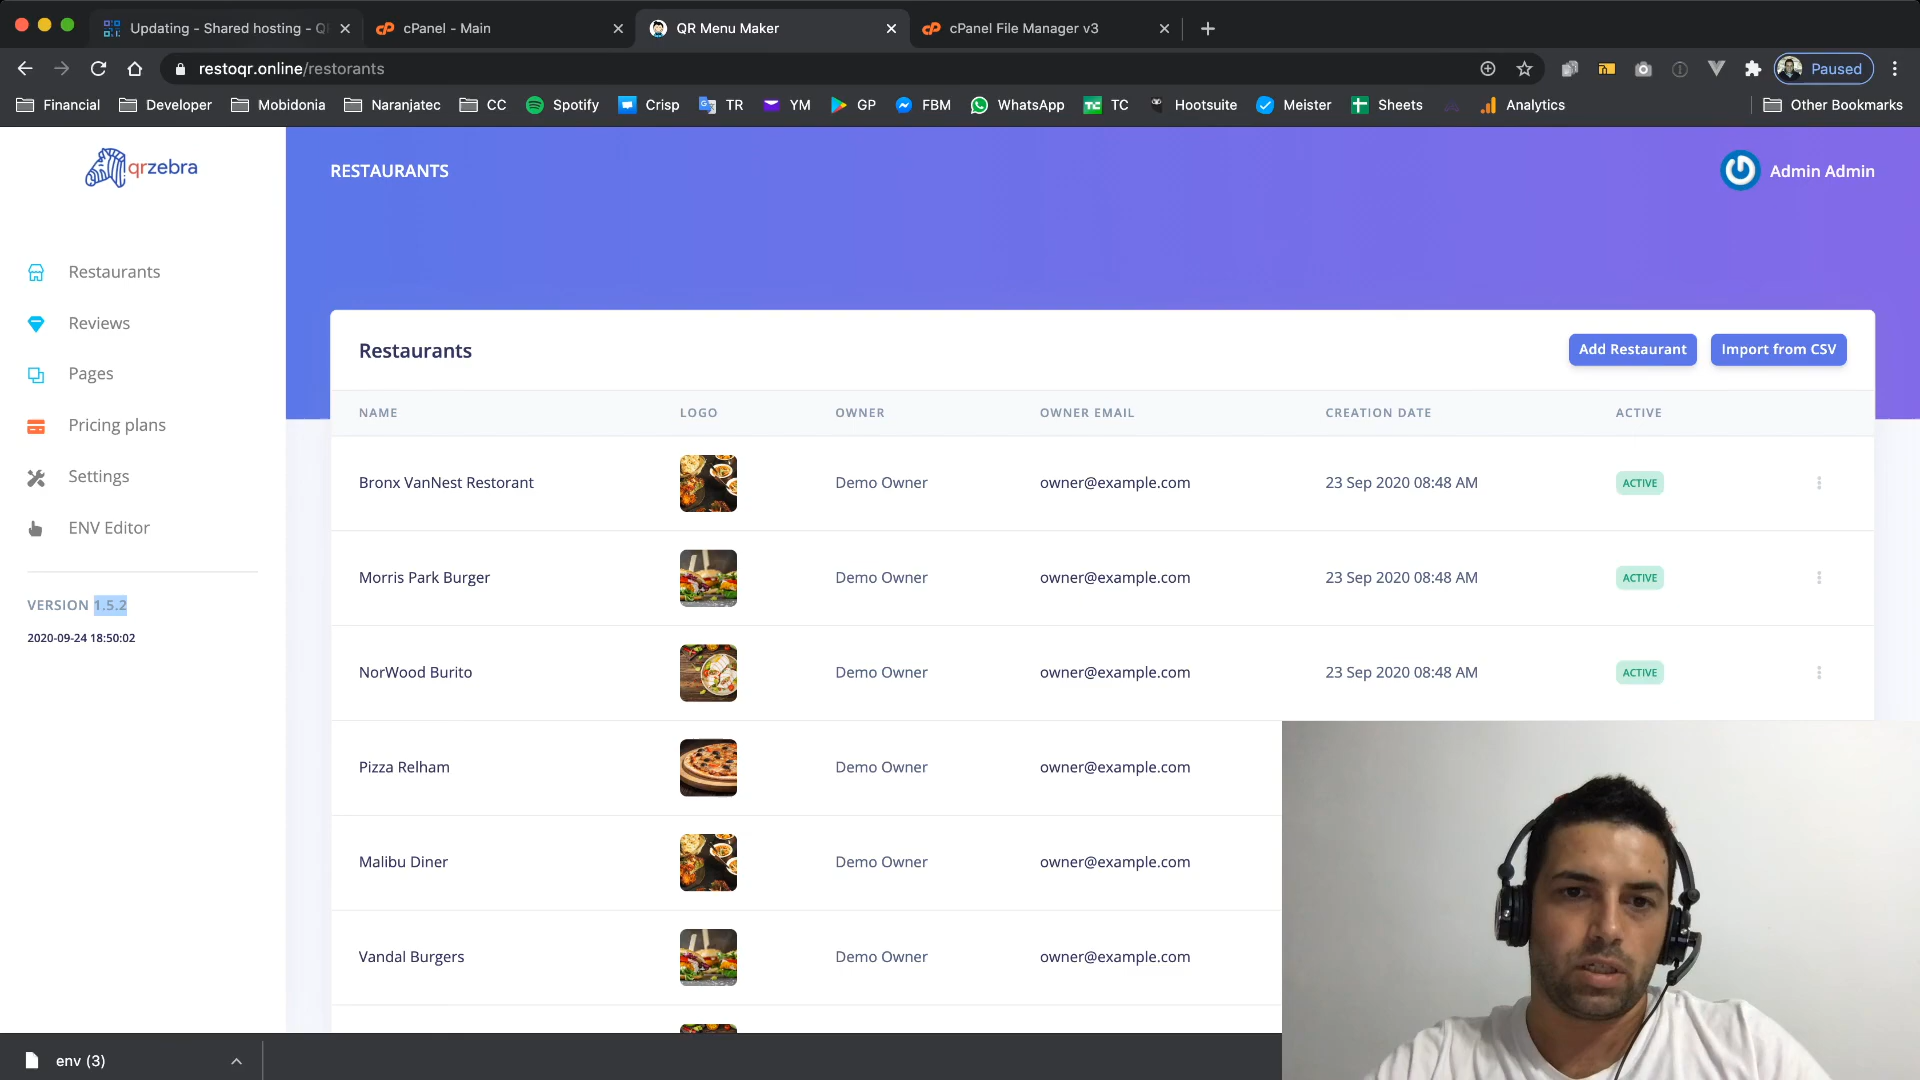 Updating - Shared hosting - Q
cPanel - Main
QR Menu Maker
cPanel File Manager v3
restoqr.online/restorants
Paused
Financial
Developer
Mobidonia
Naranjatec
CC
Spotify
Crisp
TR
YM
GP
FBM
WhatsApp
TC
Hootsuite
Meister
Sheets
Analytics
Other Bookmarks
qrzebra
RESTAURANTS
Admin Admin
Restaurants
Reviews
Pages
Pricing plans
Settings
ENV Editor
VERSION 1.5.2
2020-09-24 18:50:02
Restaurants
Add Restaurant
Import from CSV
NAME LOGO OWNER OWNER EMAIL CREATION DATE ACTIVE
Bronx VanNest Restorant Demo Owner owner@example.com 23 Sep 2020 08:48 AM ACTIVE
Morris Park Burger Demo Owner owner@example.com 23 Sep 2020 08:48 AM ACTIVE
NorWood Burito Demo Owner owner@example.com 23 Sep 2020 08:48 AM ACTIVE
Pizza Relham Demo Owner owner@example.com
Malibu Diner Demo Owner owner@example.com
Vandal Burgers Demo Owner owner@example.com
env (3)